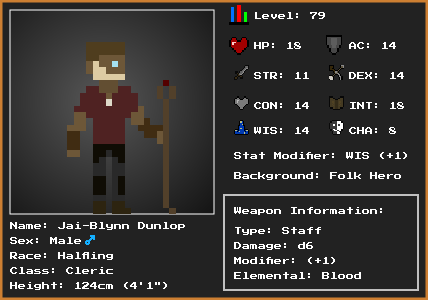 Level: 79
HP: 18
AC: 14
STR: 11
DEX: 14
CON: 14
INT: 18
WIS: 14
CHA: 8
Stat Modifier: WIS (+1)
Background: Folk Hero
Name: Jai-Blynn Dunlop
Sex: Male♂
Race: Halfling
Class: Cleric
Height: 124cm (4'1")
Weapon Information:
Type: Staff
Damage: d6
Modifier: (+1)
Elemental: Blood